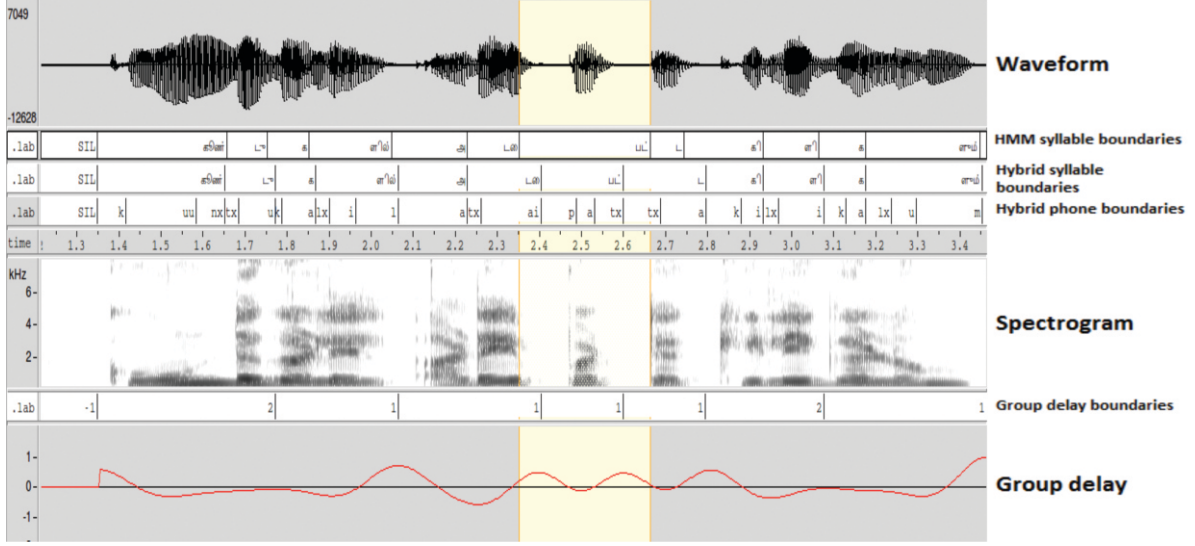 7049
-12628
Waveform
.lab SIL கூண் டு க ளில் அ டை பட் ட கி ளி க ளும் HMM syllable boundaries
.lab SIL கூண் டு க ளில் அ டை பட் ட கி ளி க ளும் Hybrid syllable
boundaries
.lab SIL k uu nx tx u k a lx i l a tx ai p a tx tx a k i lx i k a lx u m Hybrid phone boundaries
time 1.3 1.4 1.5 1.6 1.7 1.8 1.9 2.0 2.1 2.2 2.3 2.4 2.5 2.6 2.7 2.8 2.9 3.0 3.1 3.2 3.3 3.4
kHz
6-
4-
2-
Spectrogram
.lab -1 2 1 1 1 1 2 1 Group delay boundaries
1-
0-
-1-
Group delay